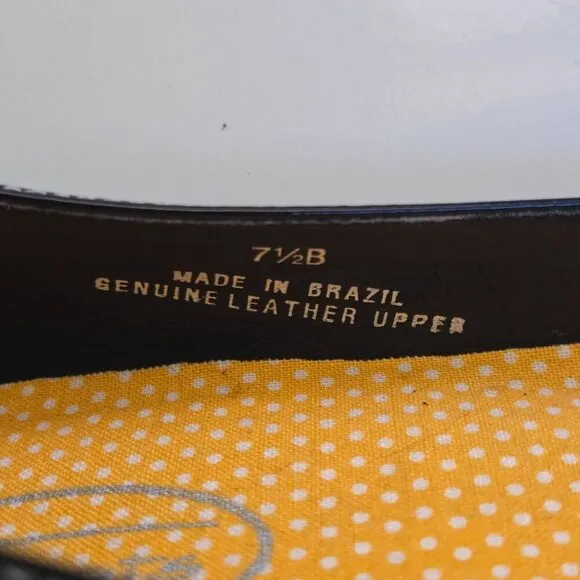 7½B
MADE IN BRAZIL
GENUINE LEATHER UPPER